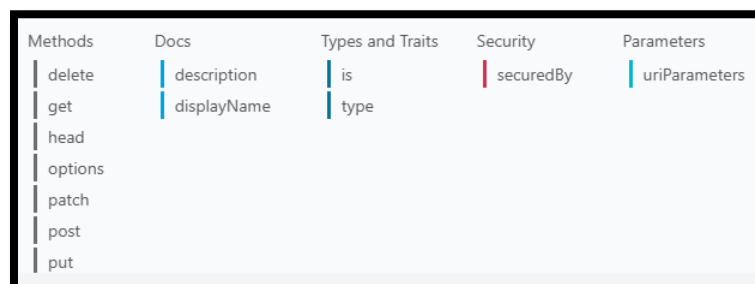 Methods Docs Types and Traits Security Parameters
delete description is securedBy uriParameters
get displayName type
head
options
patch
post
put